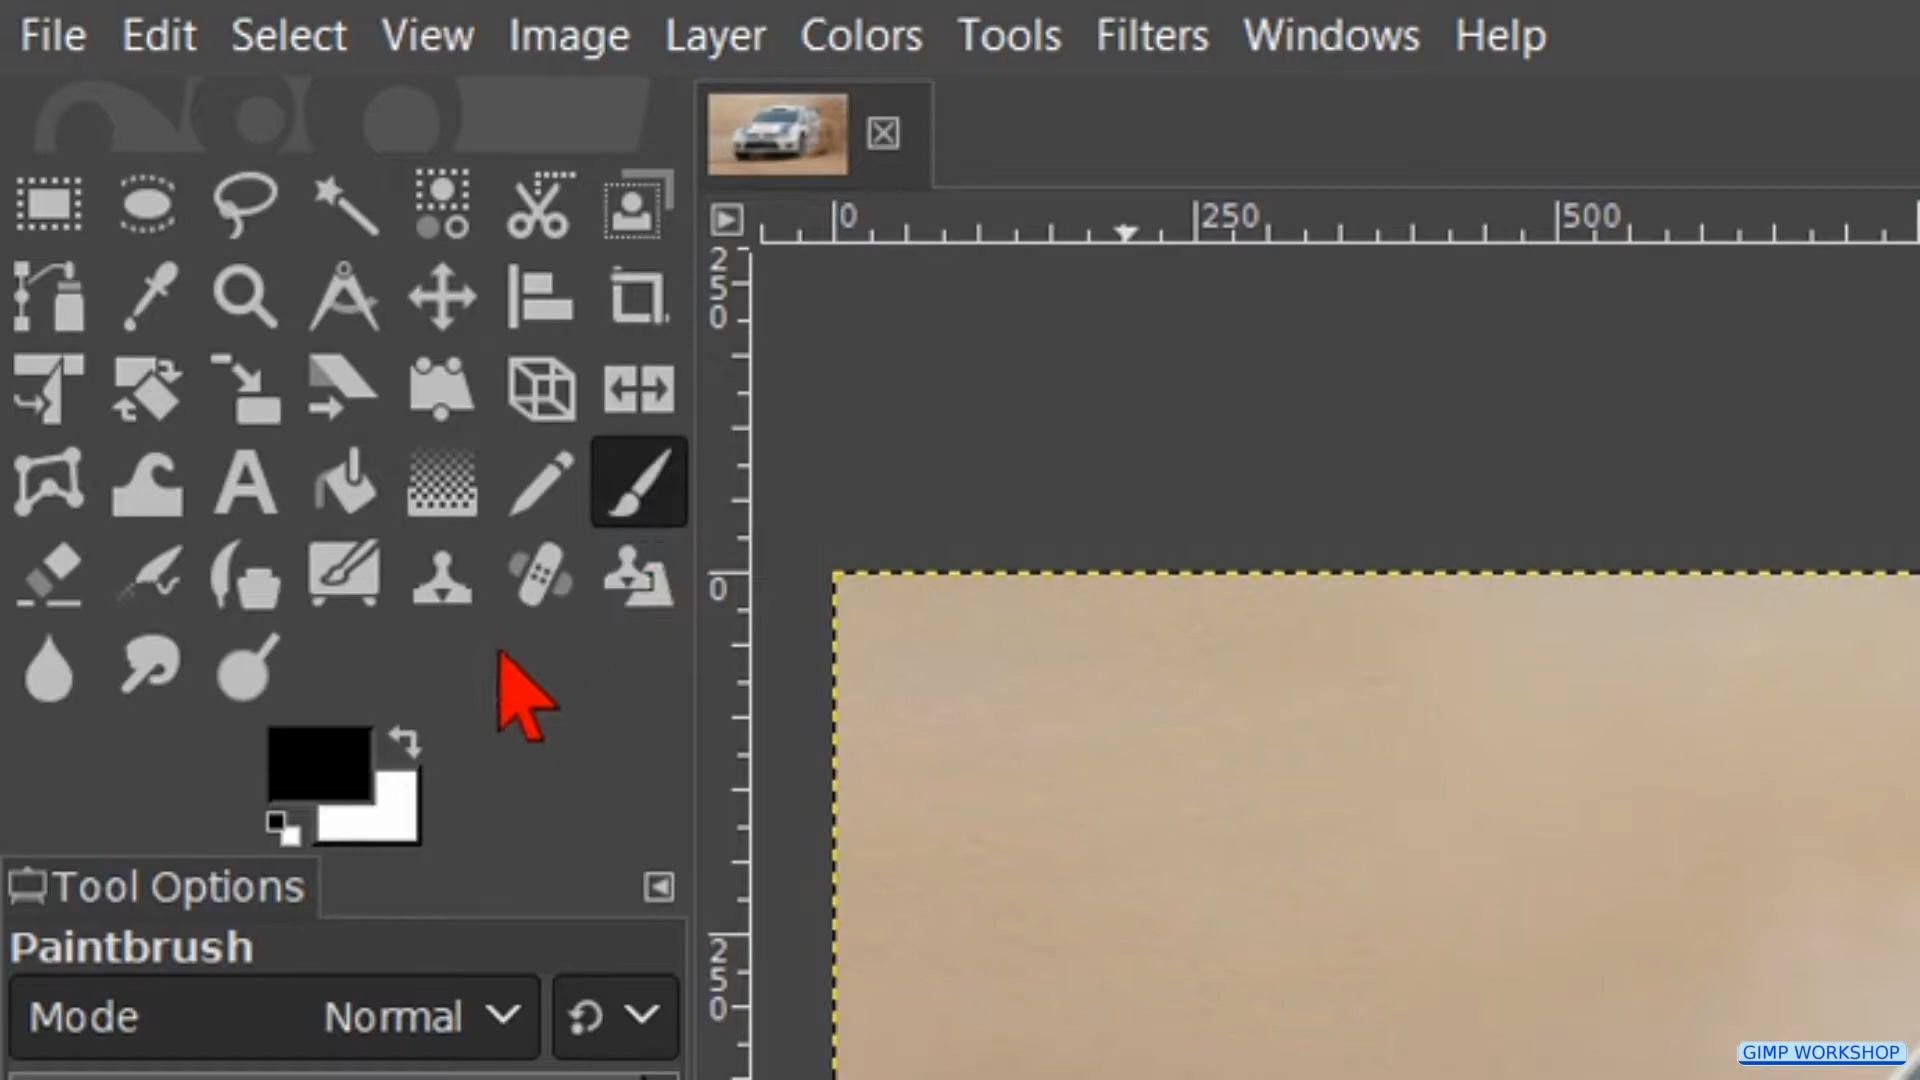 File Edit Select View Image Layer Colors Tools Filters Windows Help
0 250 500
250
0
250
Tool Options
Paintbrush
Mode Normal
GIMP WORKSHOP